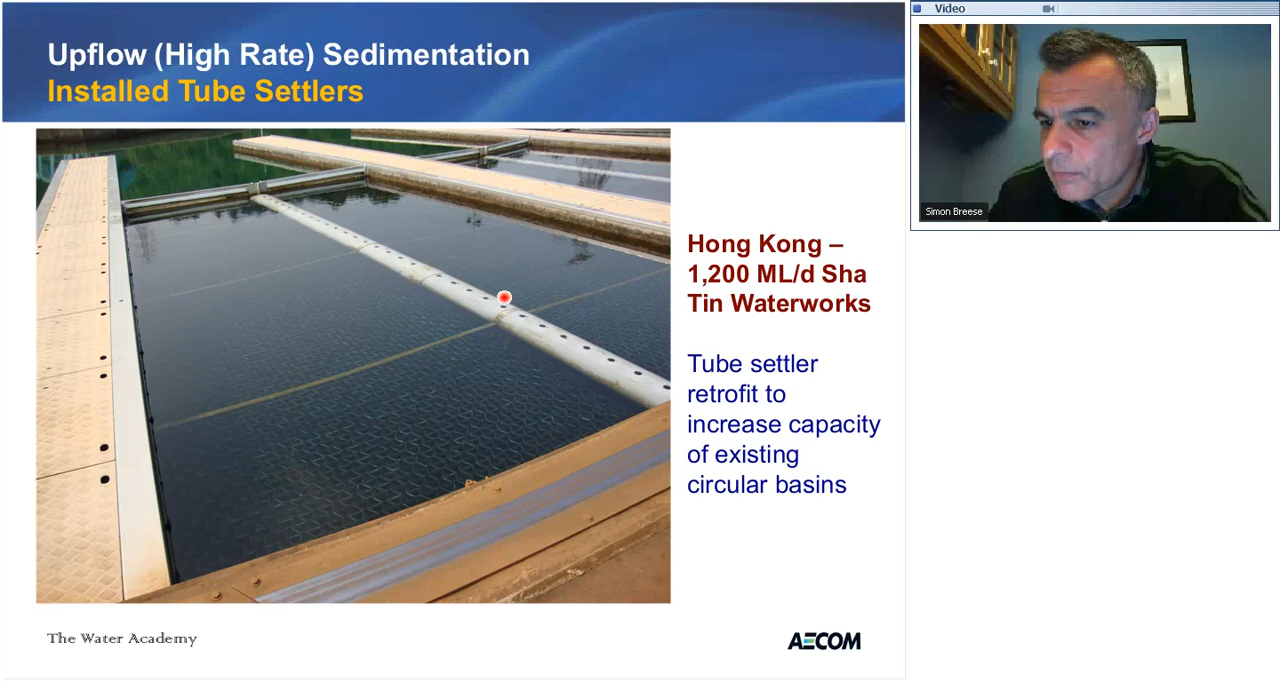 Upflow (High Rate) Sedimentation
Installed Tube Settlers
Hong Kong –
1,200 ML/d Sha
Tin Waterworks
Tube settler
retrofit to
increase capacity
of existing
circular basins
The Water Academy
AECOM
Video
Simon Breese